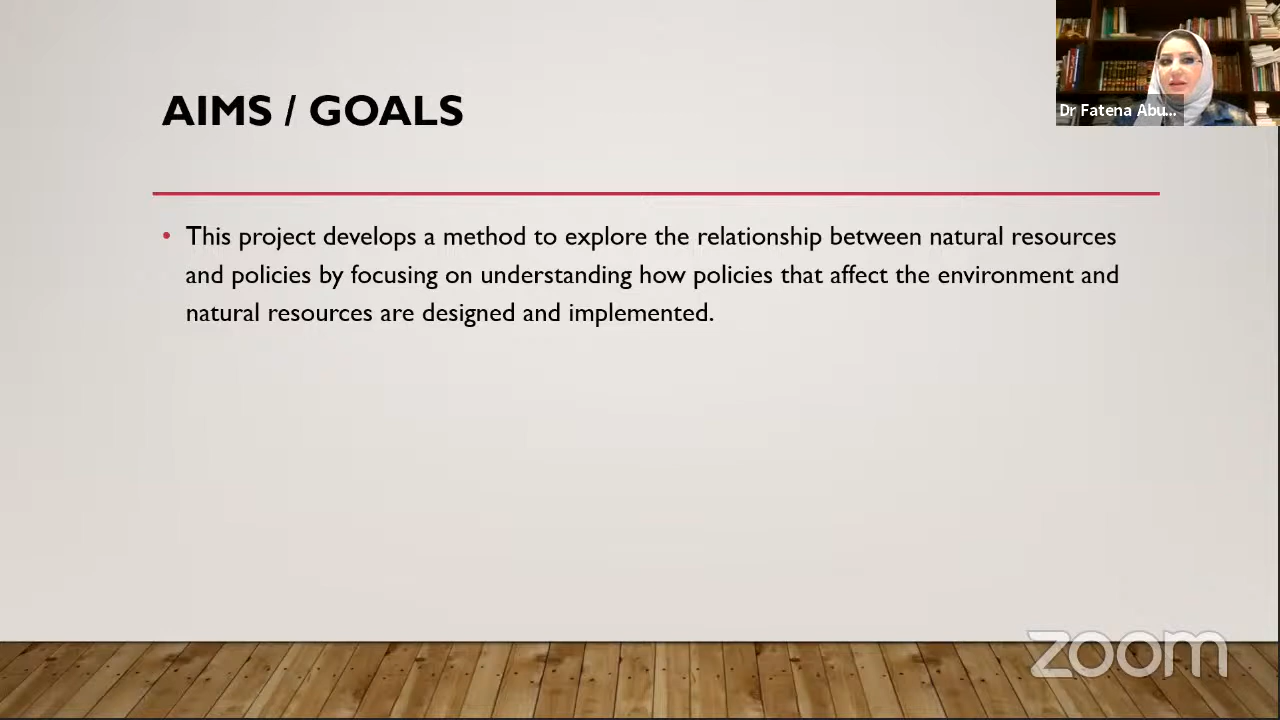 AIMS / GOALS
Dr Fatena Abu...
• This project develops a method to explore the relationship between natural resources
and policies by focusing on understanding how policies that affect the environment and
natural resources are designed and implemented.
zoom